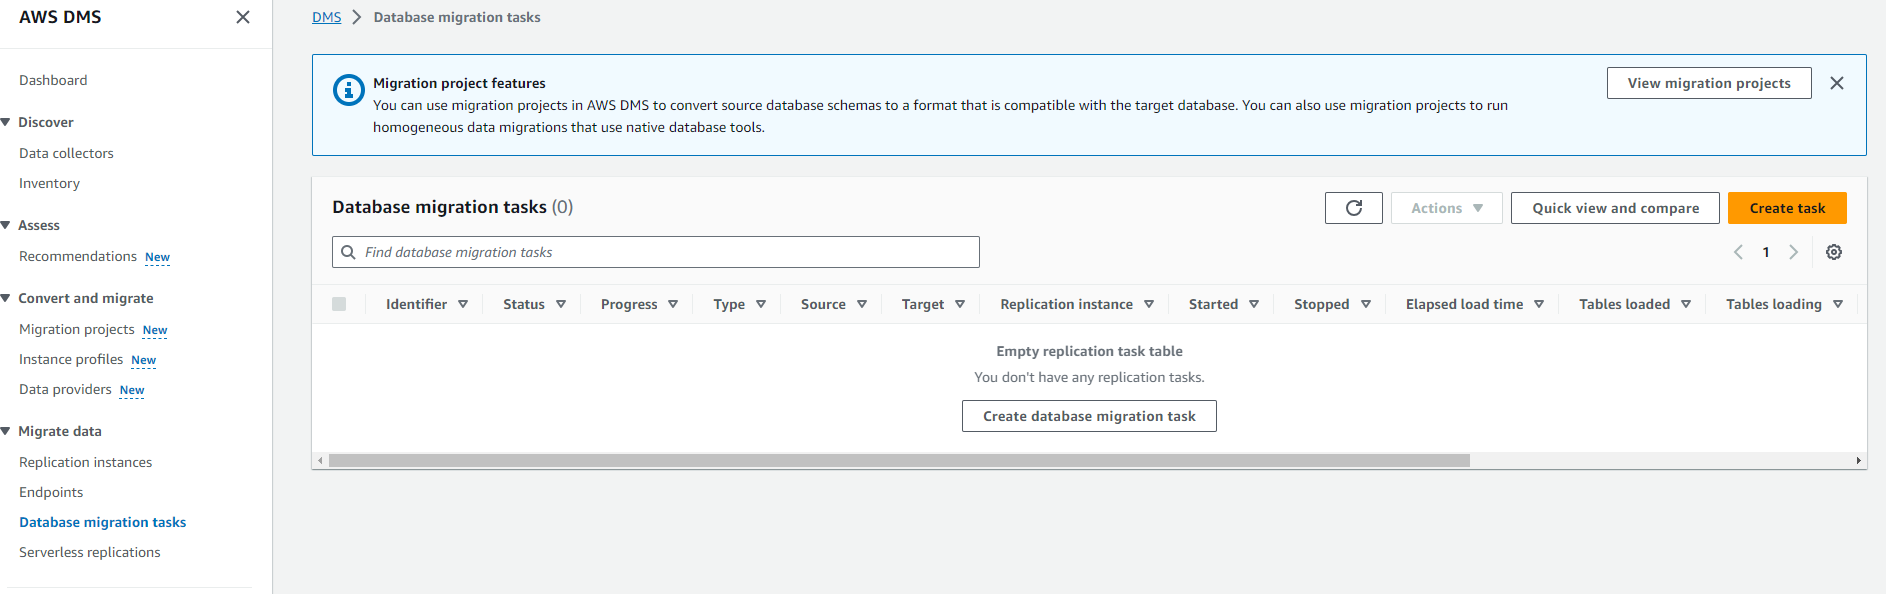 AWS DMS
Dashboard
Discover
Data collectors
Inventory
Assess
Recommendations New
Convert and migrate
Migration projects New
Instance profiles New
Data providers New
Migrate data
Replication instances
Endpoints
Database migration tasks
Serverless replications
DMS Database migration tasks
Migration project features
You can use migration projects in AWS DMS to convert source database schemas to a format that is compatible with the target database. You can also use migration projects to run
homogeneous data migrations that use native database tools.
View migration projects
Database migration tasks (0)
Actions
Quick view and compare
Create task
Find database migration tasks
1
Identifier Status Progress Type Source Target Replication instance Started Stopped Elapsed load time Tables loaded Tables loading
Empty replication task table
You don't have any replication tasks.
Create database migration task